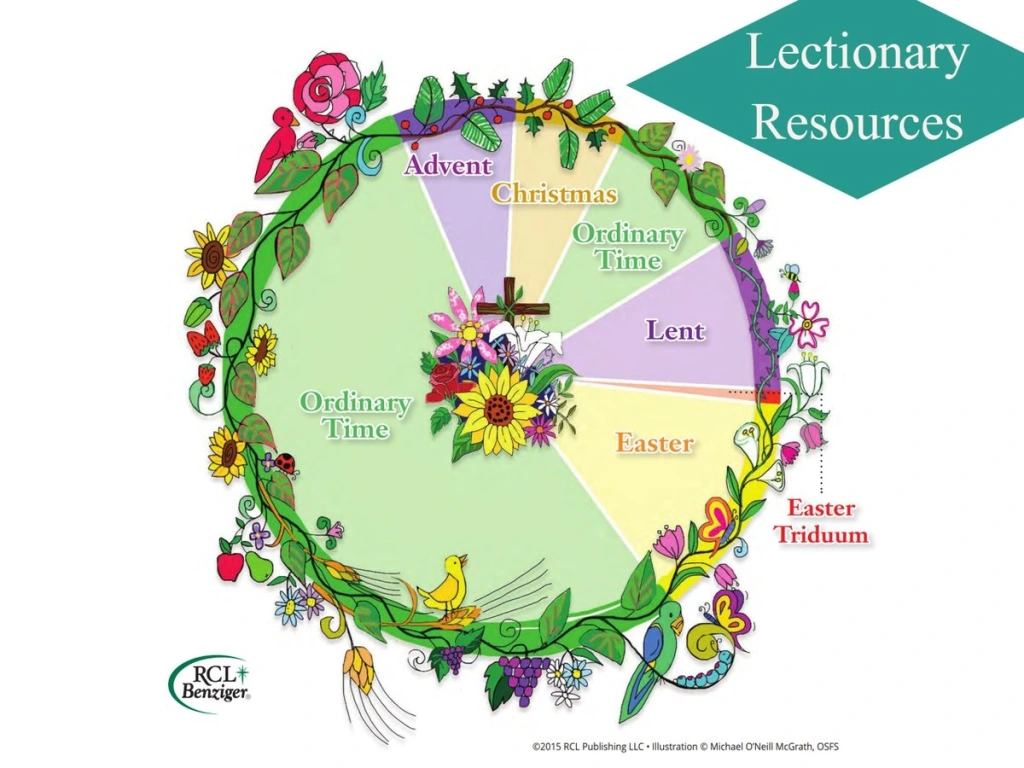 Lectionary
Resources
Advent
Christmas
Ordinary
Time
Lent
Ordinary
Time
Easter
Easter
Triduum
RCL
Benziger®
©2015 RCL Publishing LLC • Illustration © Michael O'Neill McGrath, OSFS